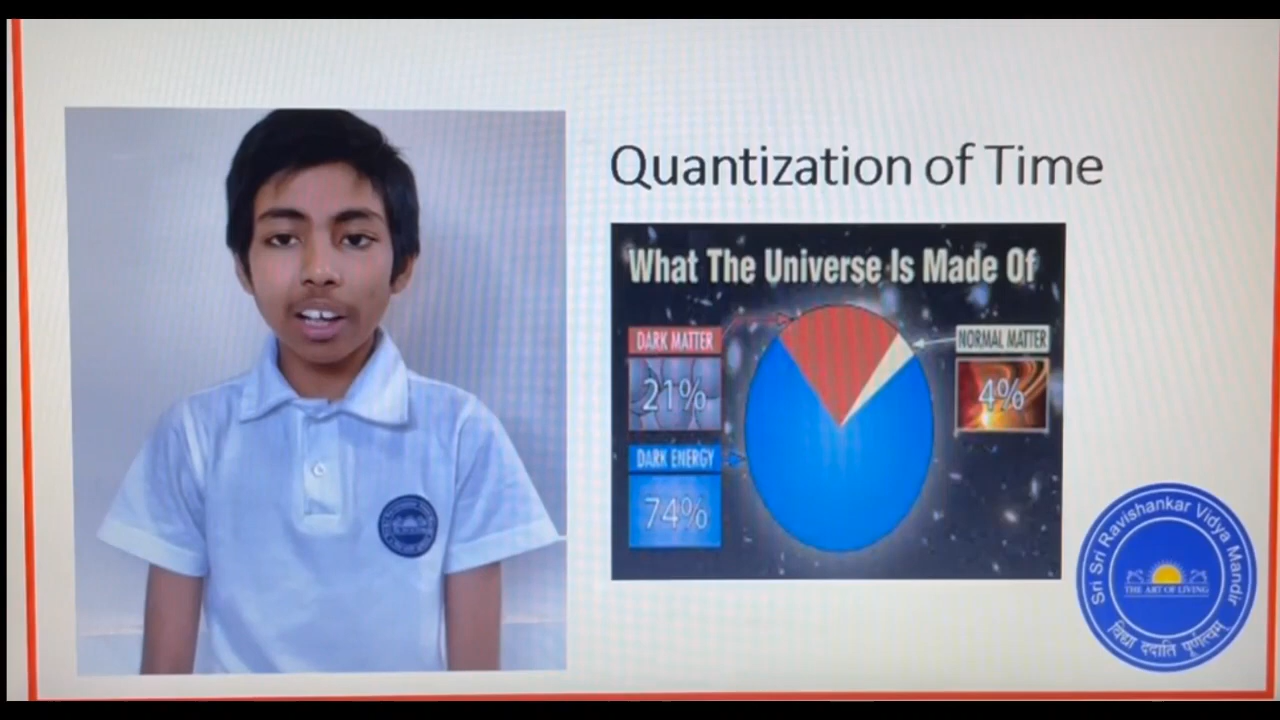 Quantization of Time
What The Universe Is Made Of
DARK MATTER
21%
DARK ENERGY
74%
NORMAL MATTER
4%
Sri Sri Ravishankar Vidya Mandir
THE ART OF LIVING
विद्या ददाति पूर्णत्वम्